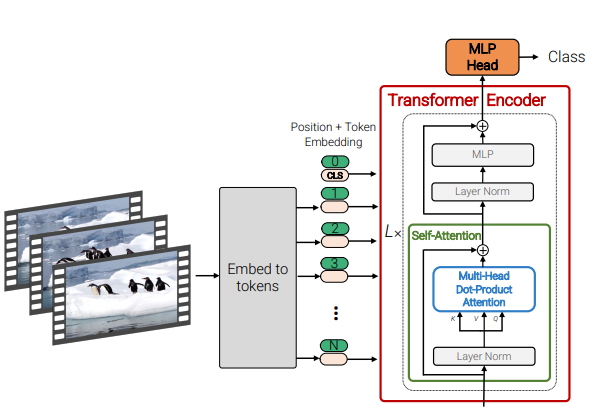 MLP
Head
Class
Transformer Encoder
Position + Token
Embedding
0
CLS
1
2
3
N
Embed to
tokens
L×
MLP
Layer Norm
Self-Attention
Multi-Head
Dot-Product
Attention
K V Q
Layer Norm